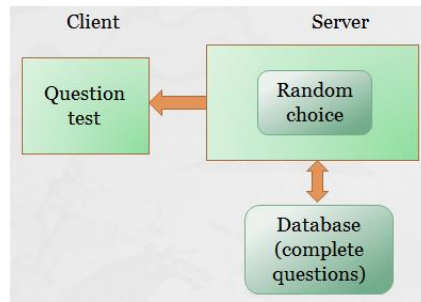 Client
Server
Question
test
Random
choice
Database
(complete
questions)